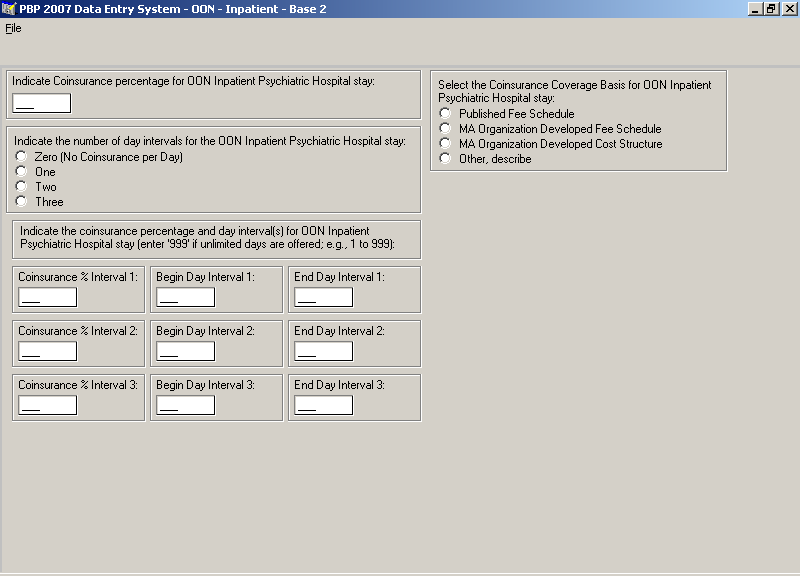 PBP 2007 Data Entry System - OON - Inpatient - Base 2
File
Indicate Coinsurance percentage for OON Inpatient Psychiatric Hospital stay:
___
Indicate the number of day intervals for the OON Inpatient Psychiatric Hospital stay:
Zero (No Coinsurance per Day)
One
Two
Three
Indicate the coinsurance percentage and day interval(s) for OON Inpatient
Psychiatric Hospital stay (enter '999' if unlimited days are offered; e.g., 1 to 999):
Coinsurance % Interval 1: Begin Day Interval 1: End Day Interval 1:
___ ___ ___
Coinsurance % Interval 2: Begin Day Interval 2: End Day Interval 2:
___ ___ ___
Coinsurance % Interval 3: Begin Day Interval 3: End Day Interval 3:
___ ___ ___
Select the Coinsurance Coverage Basis for OON Inpatient
Psychiatric Hospital stay:
Published Fee Schedule
MA Organization Developed Fee Schedule
MA Organization Developed Cost Structure
Other, describe